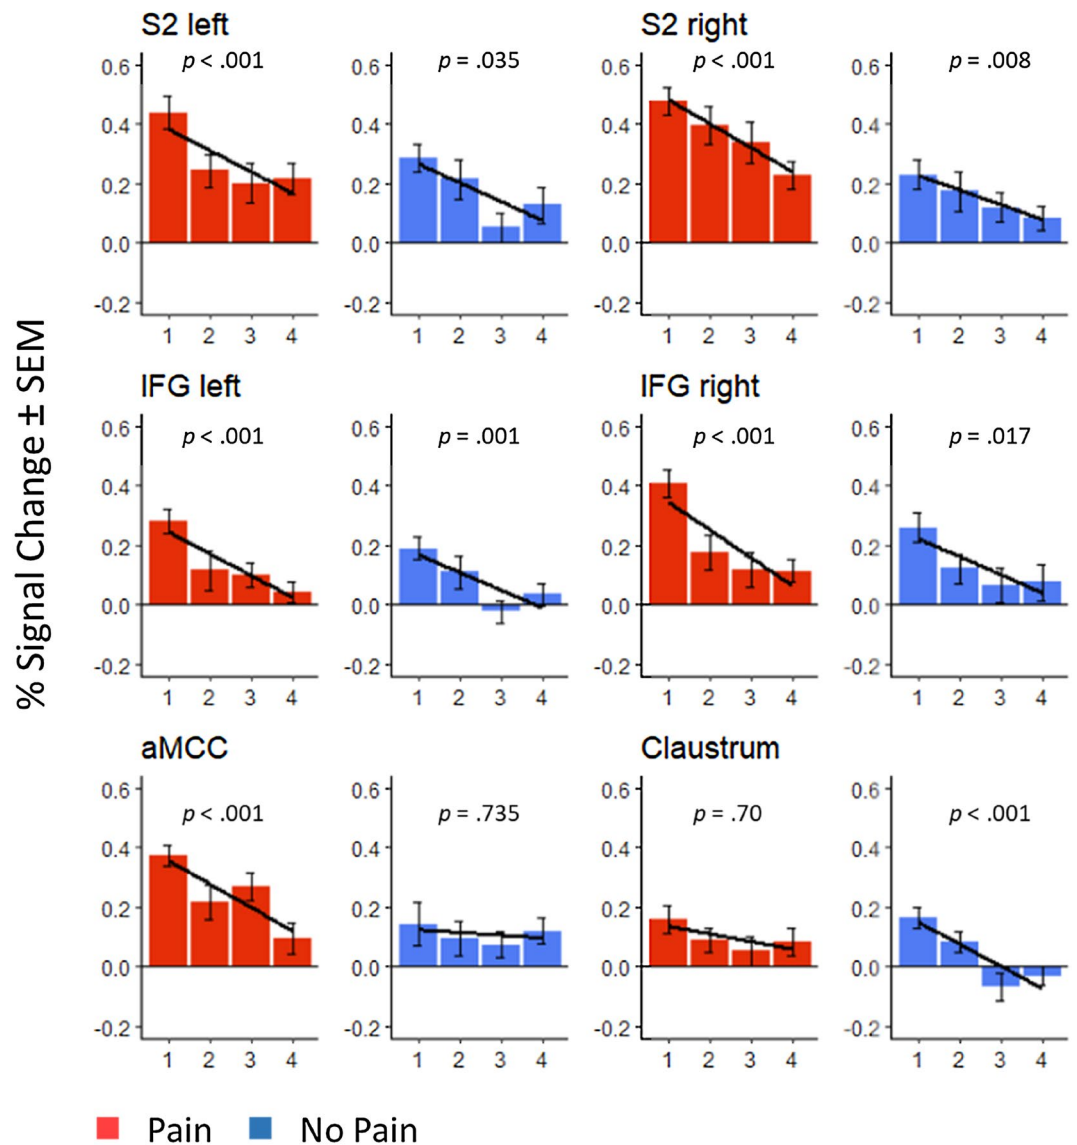 S2 left
S2 right
p < .001
p = .035
p < .001
p = .008
0.6
0.4
0.2
0.0
-0.2
1 2 3 4
0.6
0.4
0.2
0.0
-0.2
1 2 3 4
0.6
0.4
0.2
0.0
-0.2
1 2 3 4
0.6
0.4
0.2
0.0
-0.2
1 2 3 4
% Signal Change ± SEM
IFG left
IFG right
p < .001
p = .001
p < .001
p = .017
0.6
0.4
0.2
0.0
-0.2
1 2 3 4
0.6
0.4
0.2
0.0
-0.2
1 2 3 4
0.6
0.4
0.2
0.0
-0.2
1 2 3 4
0.6
0.4
0.2
0.0
-0.2
1 2 3 4
aMCC
Claustrum
p < .001
p = .735
p = .70
p < .001
0.6
0.4
0.2
0.0
-0.2
1 2 3 4
0.6
0.4
0.2
0.0
-0.2
1 2 3 4
0.6
0.4
0.2
0.0
-0.2
1 2 3 4
0.6
0.4
0.2
0.0
-0.2
1 2 3 4
Pain No Pain